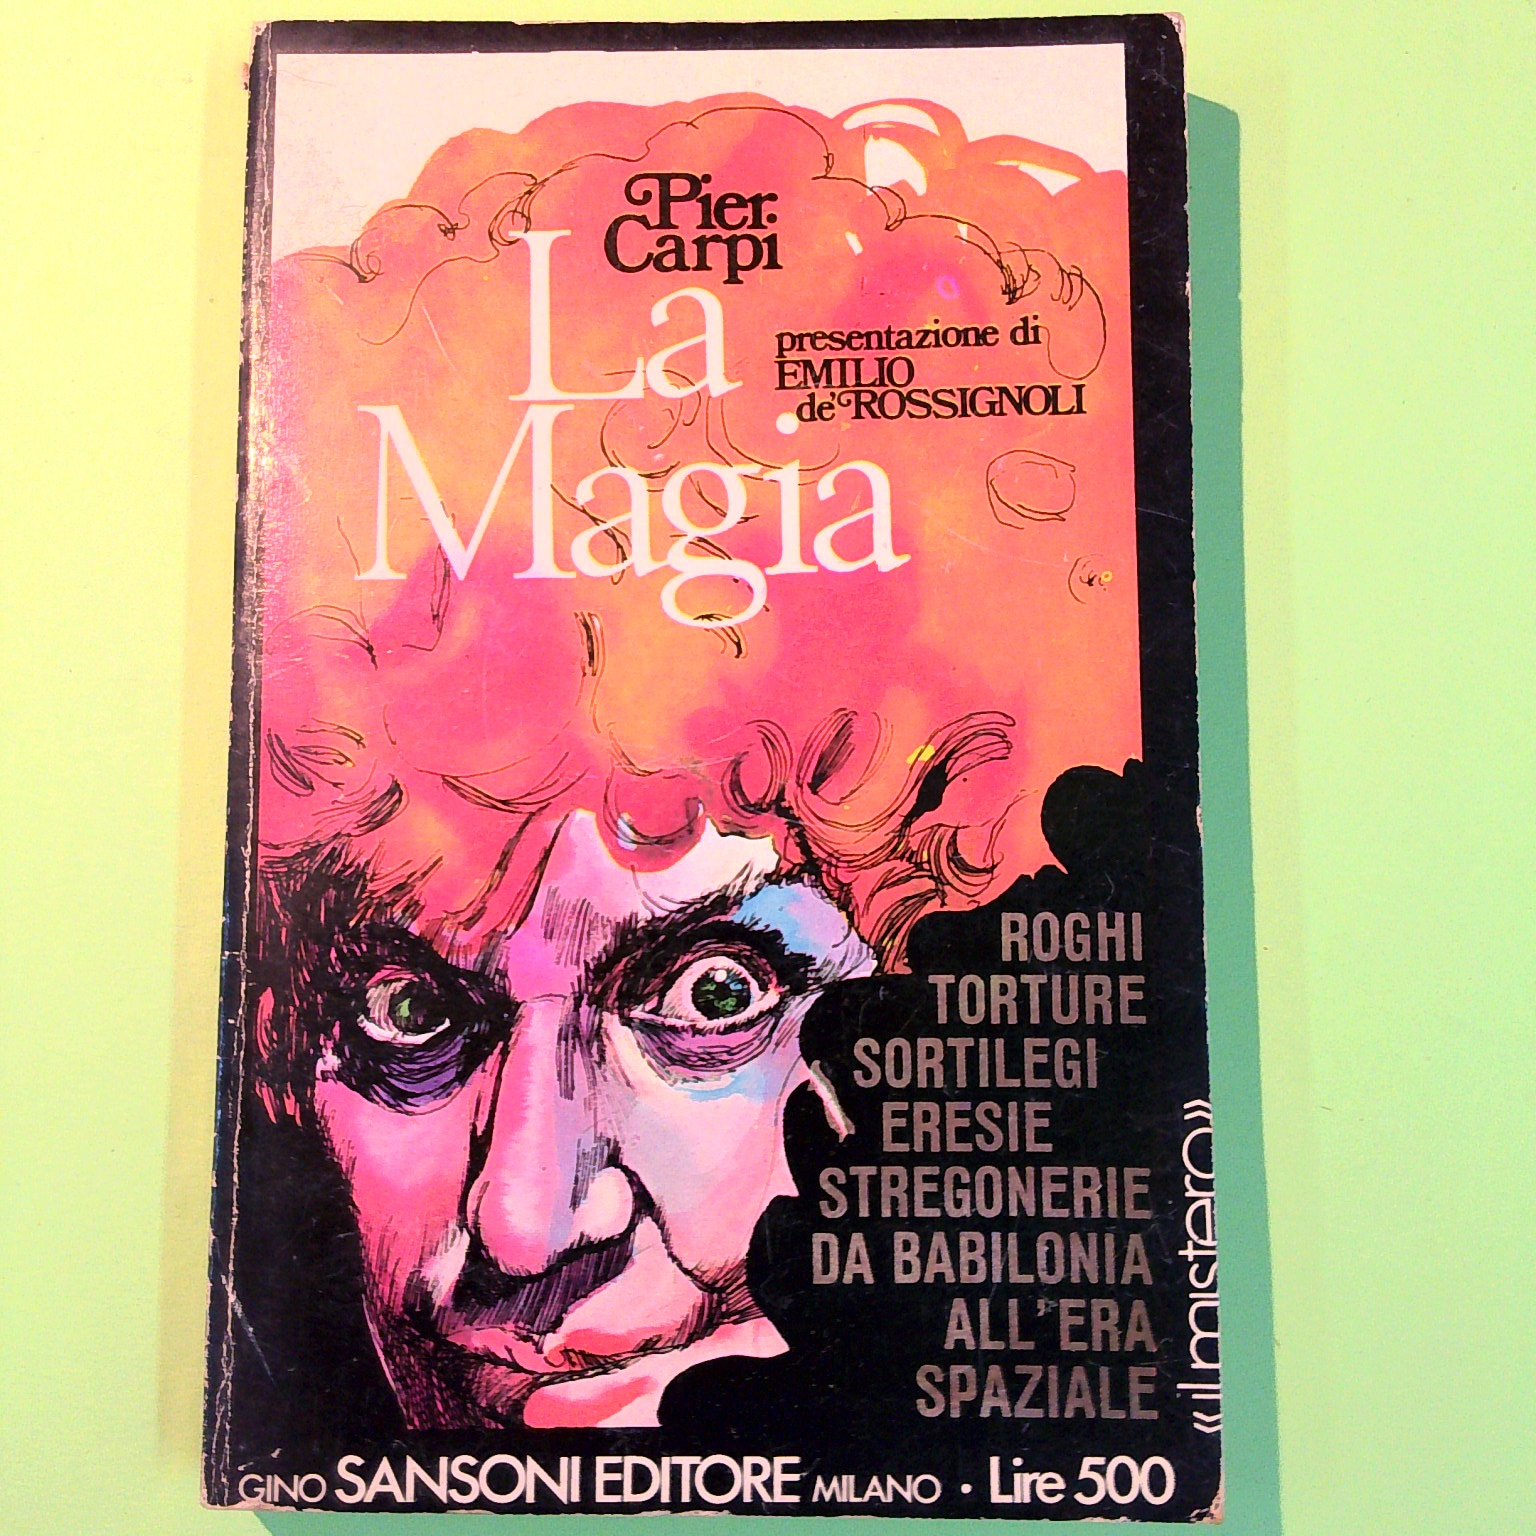 Pier
Carpi
La
Magia
presentazione di
EMILIO
de' ROSSIGNOLI
ROGHI
TORTURE
SORTILEGI
ERESIE
STREGONERIE
DA BABILONIA
ALL'ERA
SPAZIALE
«il mistero»
GINO SANSONI EDITORE MILANO • Lire 500